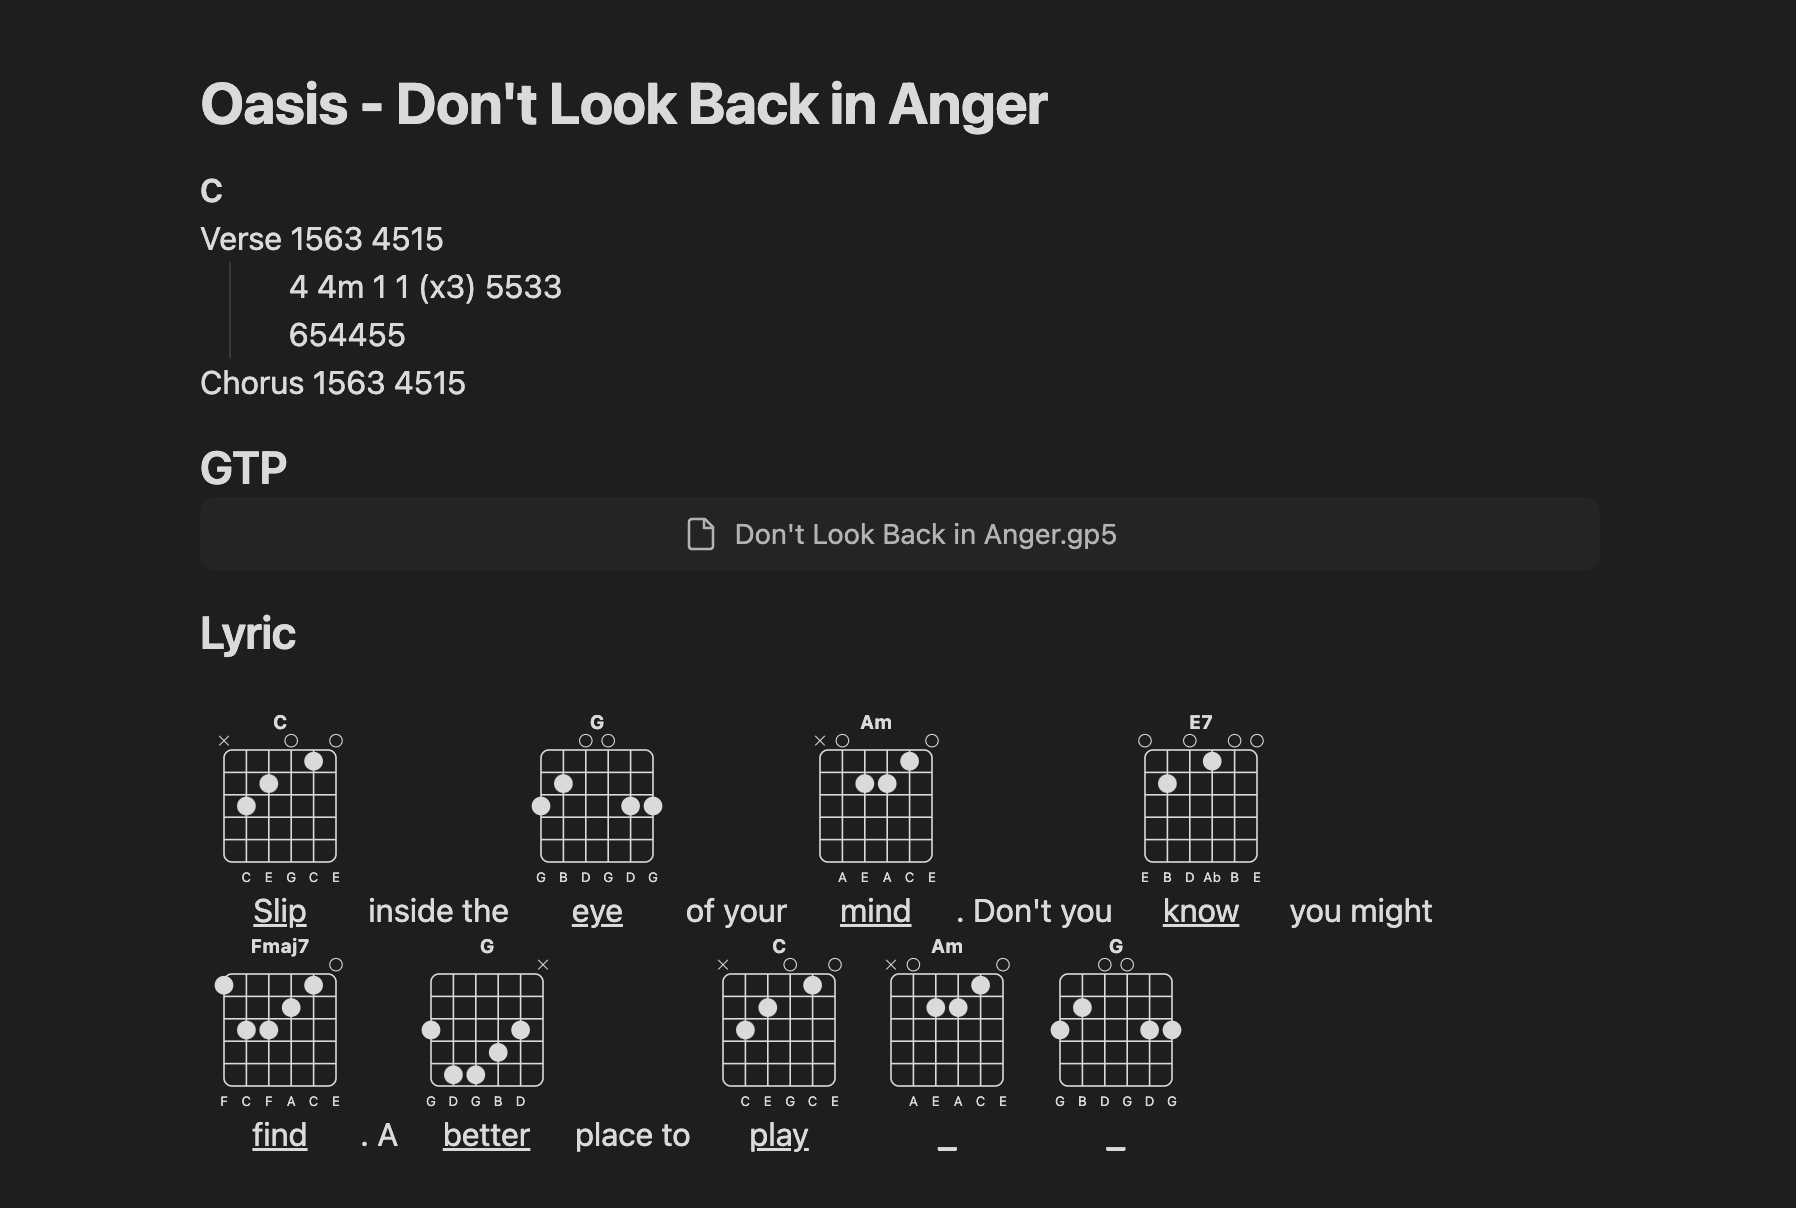 Oasis - Don't Look Back in Anger
C
Verse 1563 4515
4 4m 1 1 (x3) 5533
654455
Chorus 1563 4515
GTP
Don't Look Back in Anger.gp5
Lyric
C G Am E7
× ○ ○ ○ ○ × ○ ○ ○ ○ ○ ○
C E G C E G B D G D G A E A C E E B D Ab B E
Slip inside the eye of your mind . Don't you know you might
Fmaj7 G C Am G
○ × × ○ ○ × ○ ○ ○ ○
F C F A C E G D G B D C E G C E A E A C E G B D G D G
find . A better place to play _ _